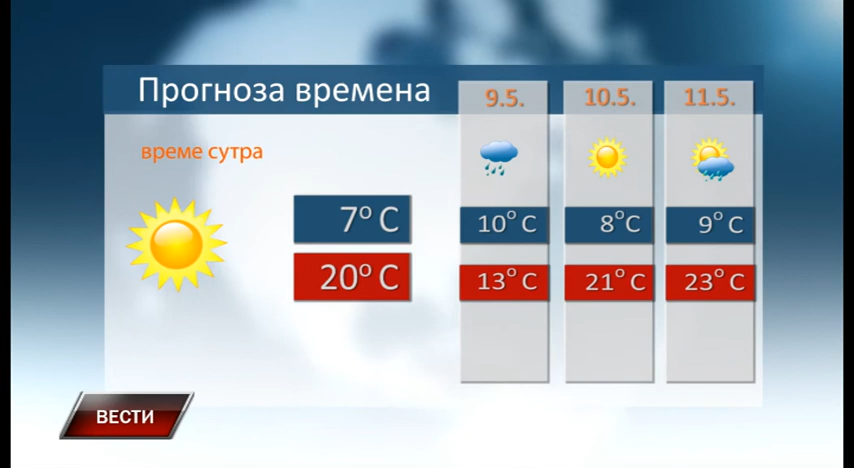 Прогноза времена
време сутра
7° C
20° C
9.5. 10.5. 11.5.
10° C 8°C 9° C
13° C 21° C 23° C
ВЕСТИ